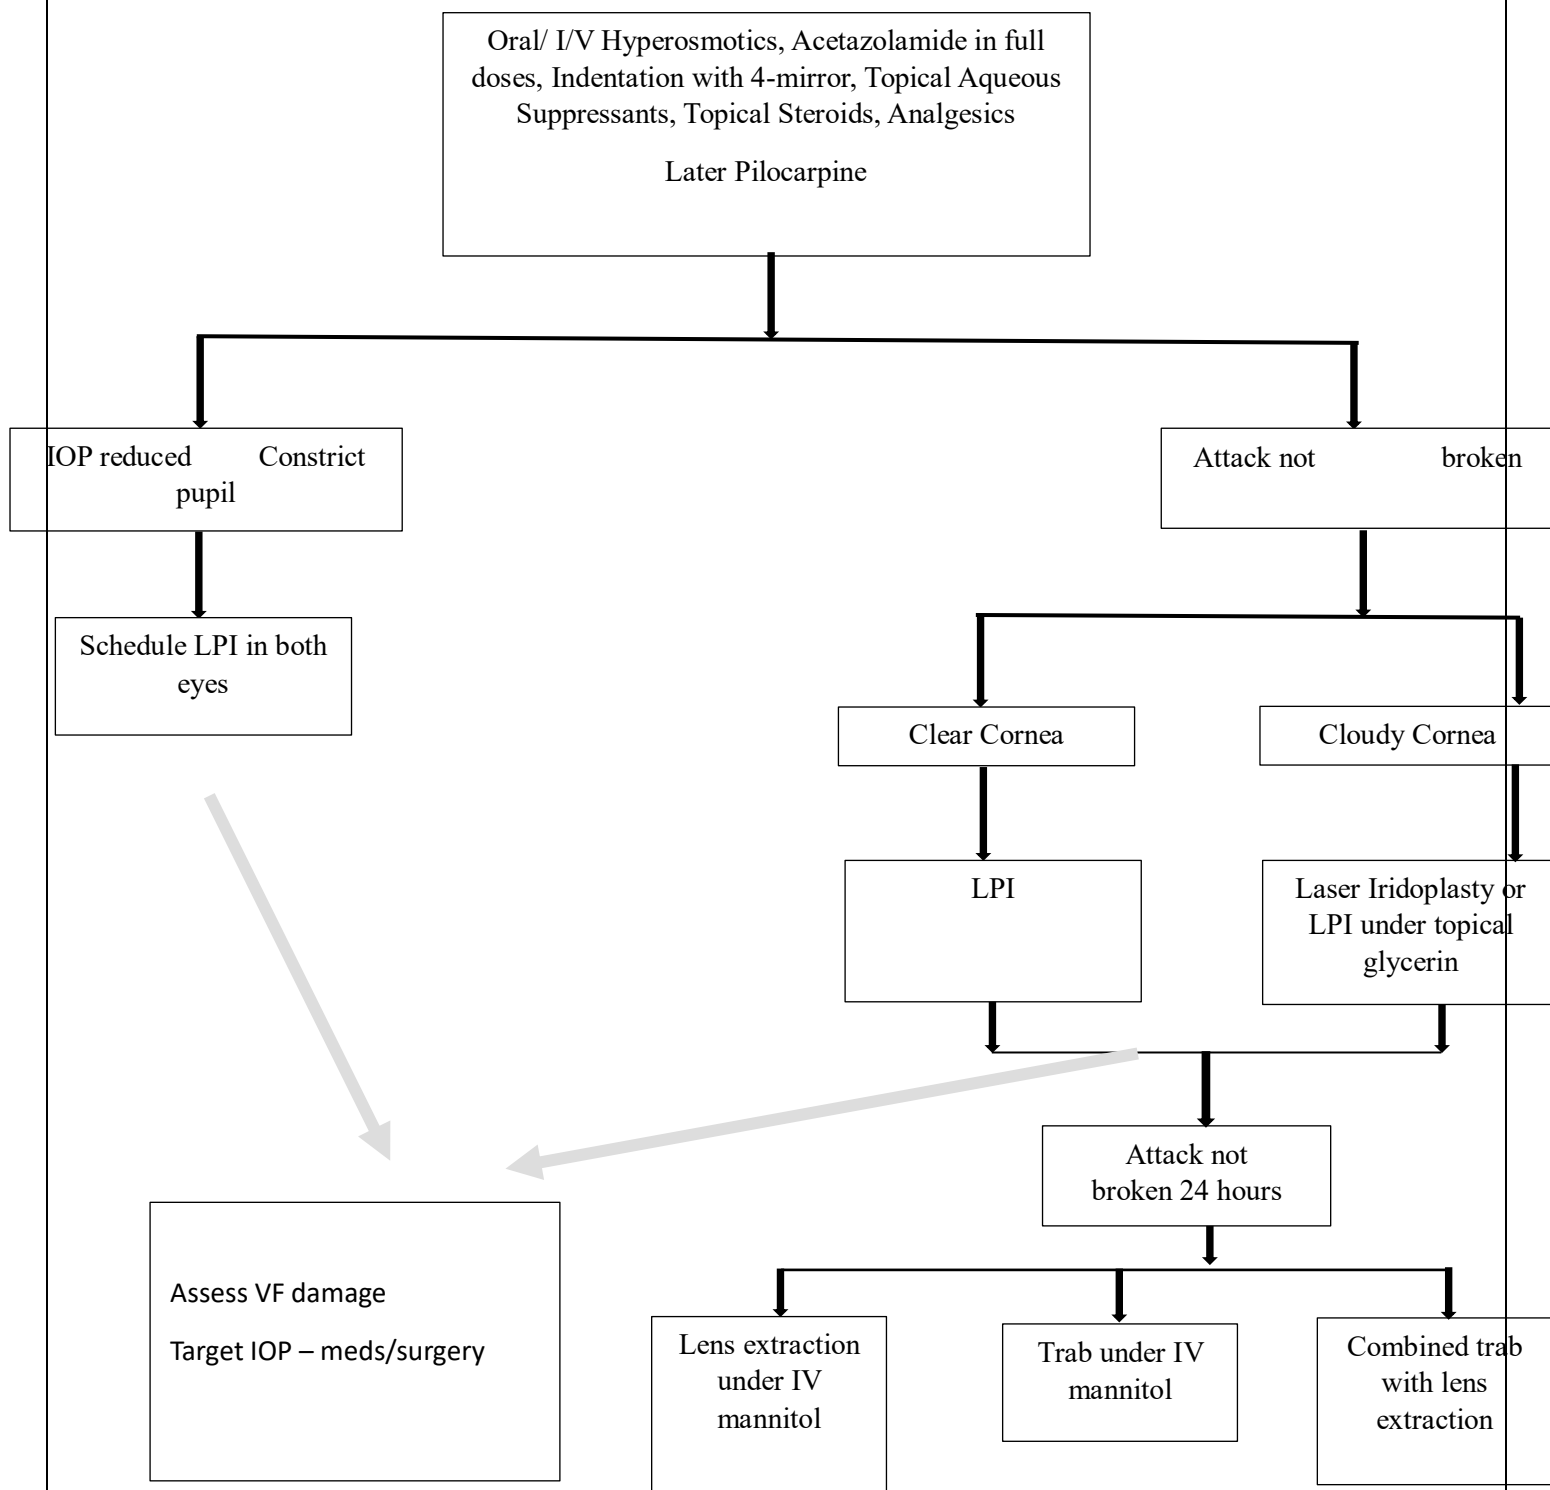 Oral/ I/V Hyperosmotics, Acetazolamide in full
doses, Indentation with 4-mirror, Topical Aqueous
Suppressants, Topical Steroids, Analgesics
Later Pilocarpine
IOP reduced Constrict
pupil
Attack not broken
Schedule LPI in both
eyes
Clear Cornea
Cloudy Cornea
LPI
Laser Iridoplasty or
LPI under topical
glycerin
Attack not
broken 24 hours
Assess VF damage
Target IOP – meds/surgery
Lens extraction
under IV
mannitol
Trab under IV
mannitol
Combined trab
with lens
extraction